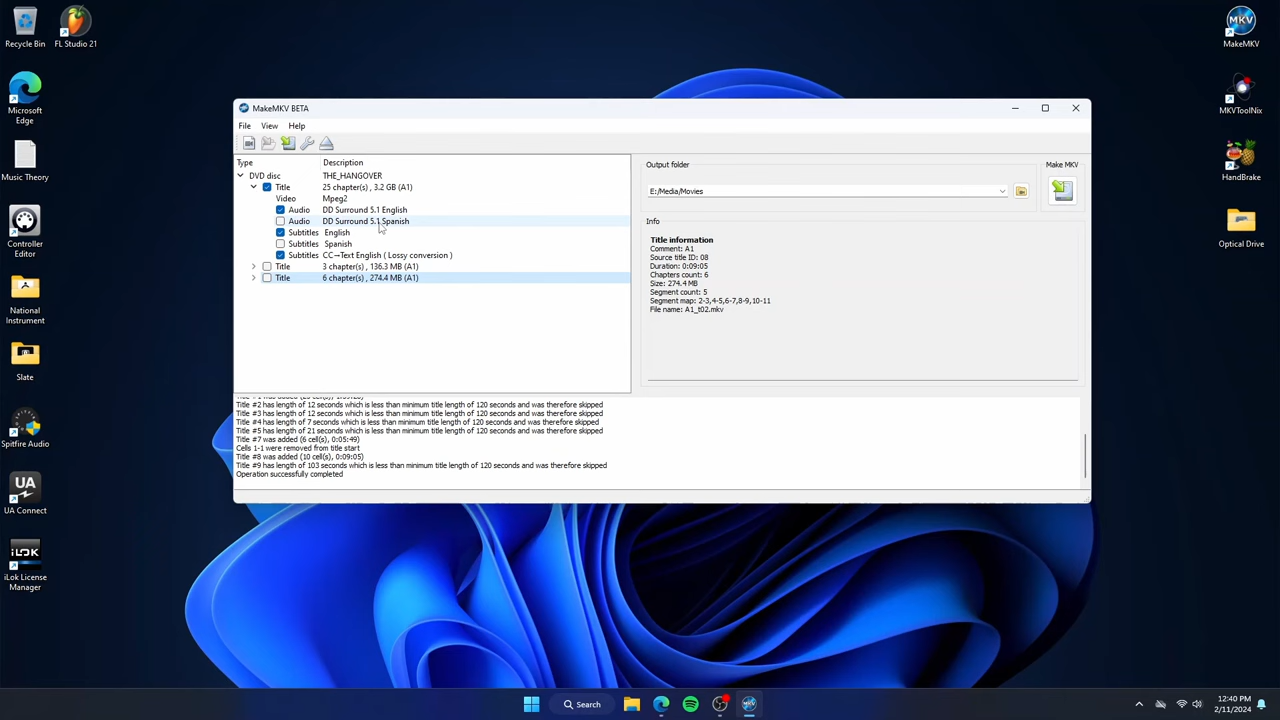 Recycle Bin
FL Studio 21
Microsoft
Edge
Music Theory
Controller
Editor
National
Instrument
Slate
Spitfire Audio
UA Connect
iLok License
Manager
MakeMKV BETA
File View Help
Type Description
DVD disc THE_HANGOVER
Title 25 chapter(s) , 3.2 GB (A1)
Video Mpeg2
Audio DD Surround 5.1 English
Audio DD Surround 5.1 Spanish
Subtitles English
Subtitles Spanish
Subtitles CC→Text English ( Lossy conversion )
Title 3 chapter(s) , 136.3 MB (A1)
Title 6 chapter(s) , 274.4 MB (A1)
Output folder
E:/Media/Movies
Make MKV
MKV
Info
Title information
Comment: A1
Source title ID: 08
Duration: 0:09:05
Chapters count: 6
Size: 274.4 MB
Segment count: 5
Segment map: 2-3,4-5,6-7,8-9,10-11
File name: A1_t02.mkv
Title #2 has length of 12 seconds which is less than minimum title length of 120 seconds and was therefore skipped
Title #3 has length of 12 seconds which is less than minimum title length of 120 seconds and was therefore skipped
Title #4 has length of 7 seconds which is less than minimum title length of 120 seconds and was therefore skipped
Title #5 has length of 21 seconds which is less than minimum title length of 120 seconds and was therefore skipped
Title #7 was added (6 cell(s), 0:05:49)
Cells 1-1 were removed from title start
Title #8 was added (10 cell(s), 0:09:05)
Title #9 has length of 103 seconds which is less than minimum title length of 120 seconds and was therefore skipped
Operation successfully completed
MKV
MakeMKV
MKVToolNix
HandBrake
Optical Drive
UA
iLOK
Search
MKV
12:40 PM
2/11/2024